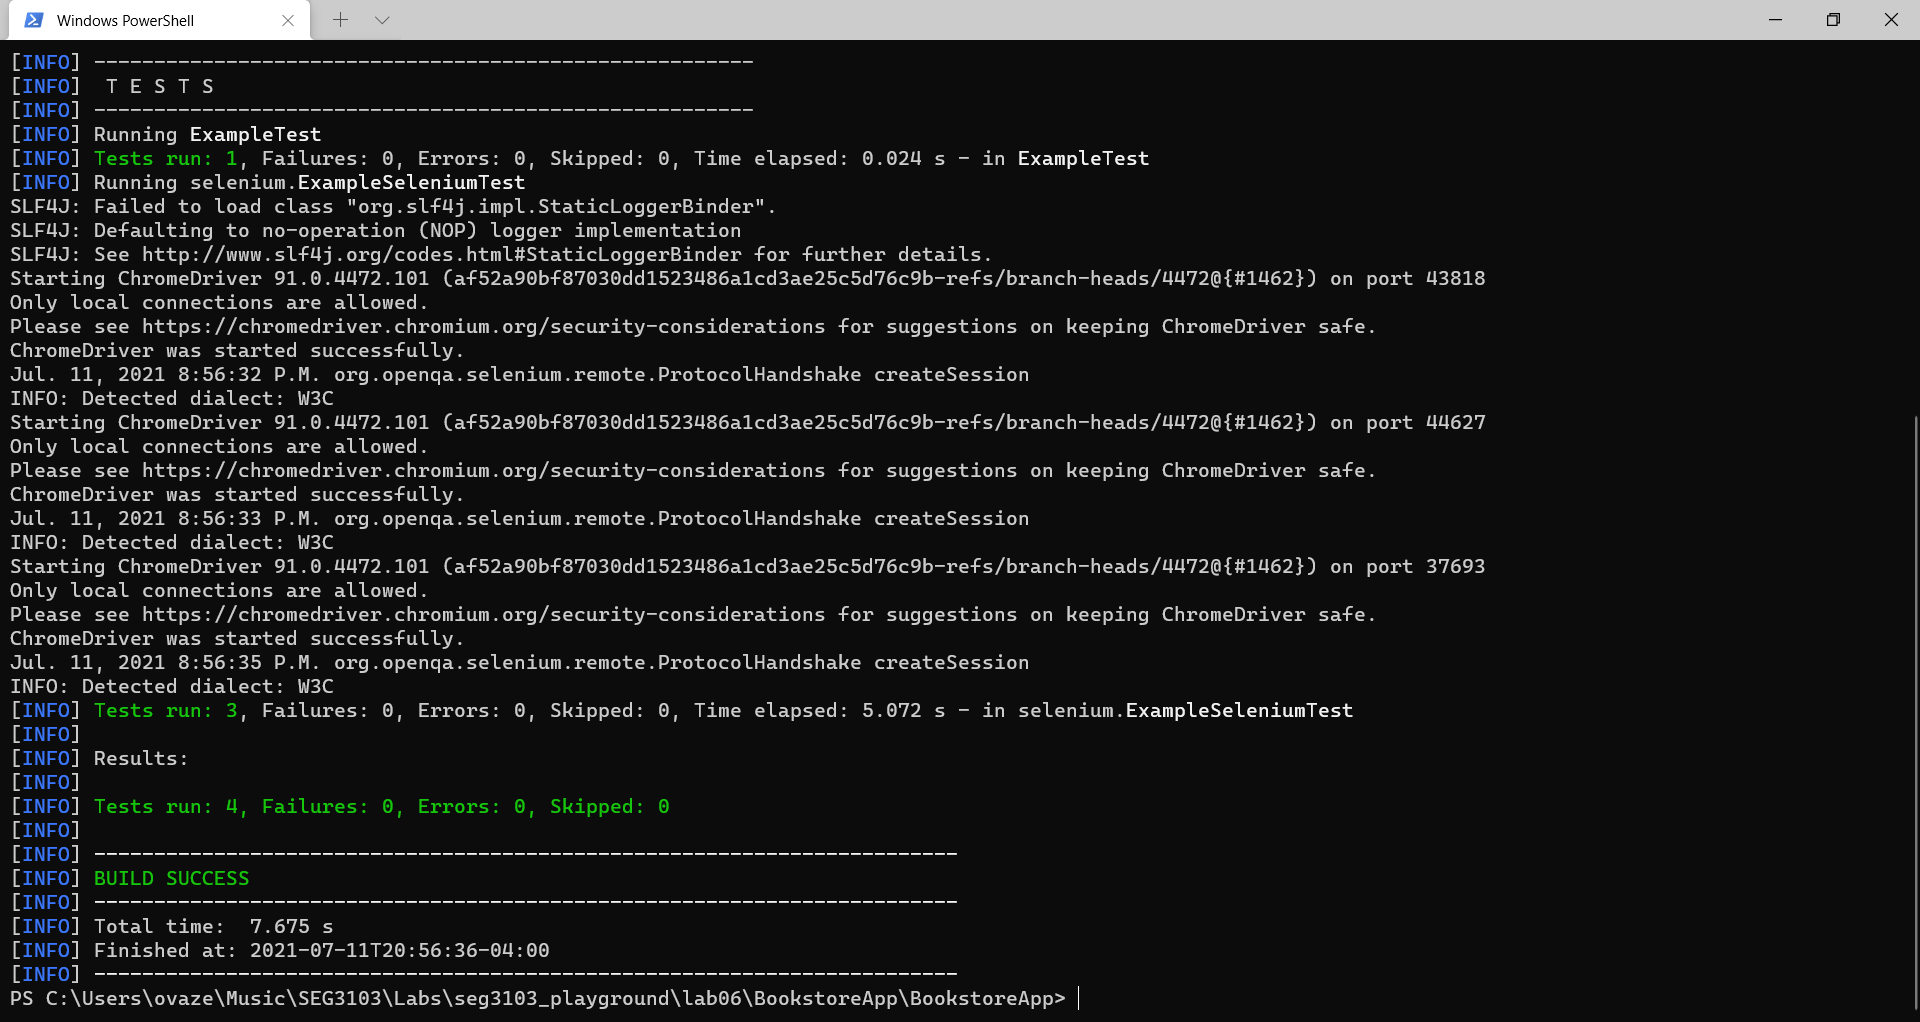 Windows PowerShell
[INFO] -------------------------------------------------------
[INFO]  T E S T S
[INFO] -------------------------------------------------------
[INFO] Running ExampleTest
[INFO] Tests run: 1, Failures: 0, Errors: 0, Skipped: 0, Time elapsed: 0.024 s - in ExampleTest
[INFO] Running selenium.ExampleSeleniumTest
SLF4J: Failed to load class "org.slf4j.impl.StaticLoggerBinder".
SLF4J: Defaulting to no-operation (NOP) logger implementation
SLF4J: See http://www.slf4j.org/codes.html#StaticLoggerBinder for further details.
Starting ChromeDriver 91.0.4472.101 (af52a90bf87030dd1523486a1cd3ae25c5d76c9b-refs/branch-heads/4472@{#1462}) on port 43818
Only local connections are allowed.
Please see https://chromedriver.chromium.org/security-considerations for suggestions on keeping ChromeDriver safe.
ChromeDriver was started successfully.
Jul. 11, 2021 8:56:32 P.M. org.openqa.selenium.remote.ProtocolHandshake createSession
INFO: Detected dialect: W3C
Starting ChromeDriver 91.0.4472.101 (af52a90bf87030dd1523486a1cd3ae25c5d76c9b-refs/branch-heads/4472@{#1462}) on port 44627
Only local connections are allowed.
Please see https://chromedriver.chromium.org/security-considerations for suggestions on keeping ChromeDriver safe.
ChromeDriver was started successfully.
Jul. 11, 2021 8:56:33 P.M. org.openqa.selenium.remote.ProtocolHandshake createSession
INFO: Detected dialect: W3C
Starting ChromeDriver 91.0.4472.101 (af52a90bf87030dd1523486a1cd3ae25c5d76c9b-refs/branch-heads/4472@{#1462}) on port 37693
Only local connections are allowed.
Please see https://chromedriver.chromium.org/security-considerations for suggestions on keeping ChromeDriver safe.
ChromeDriver was started successfully.
Jul. 11, 2021 8:56:35 P.M. org.openqa.selenium.remote.ProtocolHandshake createSession
INFO: Detected dialect: W3C
[INFO] Tests run: 3, Failures: 0, Errors: 0, Skipped: 0, Time elapsed: 5.072 s - in selenium.ExampleSeleniumTest
[INFO]
[INFO] Results:
[INFO]
[INFO] Tests run: 4, Failures: 0, Errors: 0, Skipped: 0
[INFO]
[INFO] ------------------------------------------------------------------------
[INFO] BUILD SUCCESS
[INFO] ------------------------------------------------------------------------
[INFO] Total time:  7.675 s
[INFO] Finished at: 2021-07-11T20:56:36-04:00
[INFO] ------------------------------------------------------------------------
PS C:\Users\ovaze\Music\SEG3103\Labs\seg3103_playground\lab06\BookstoreApp\BookstoreApp>